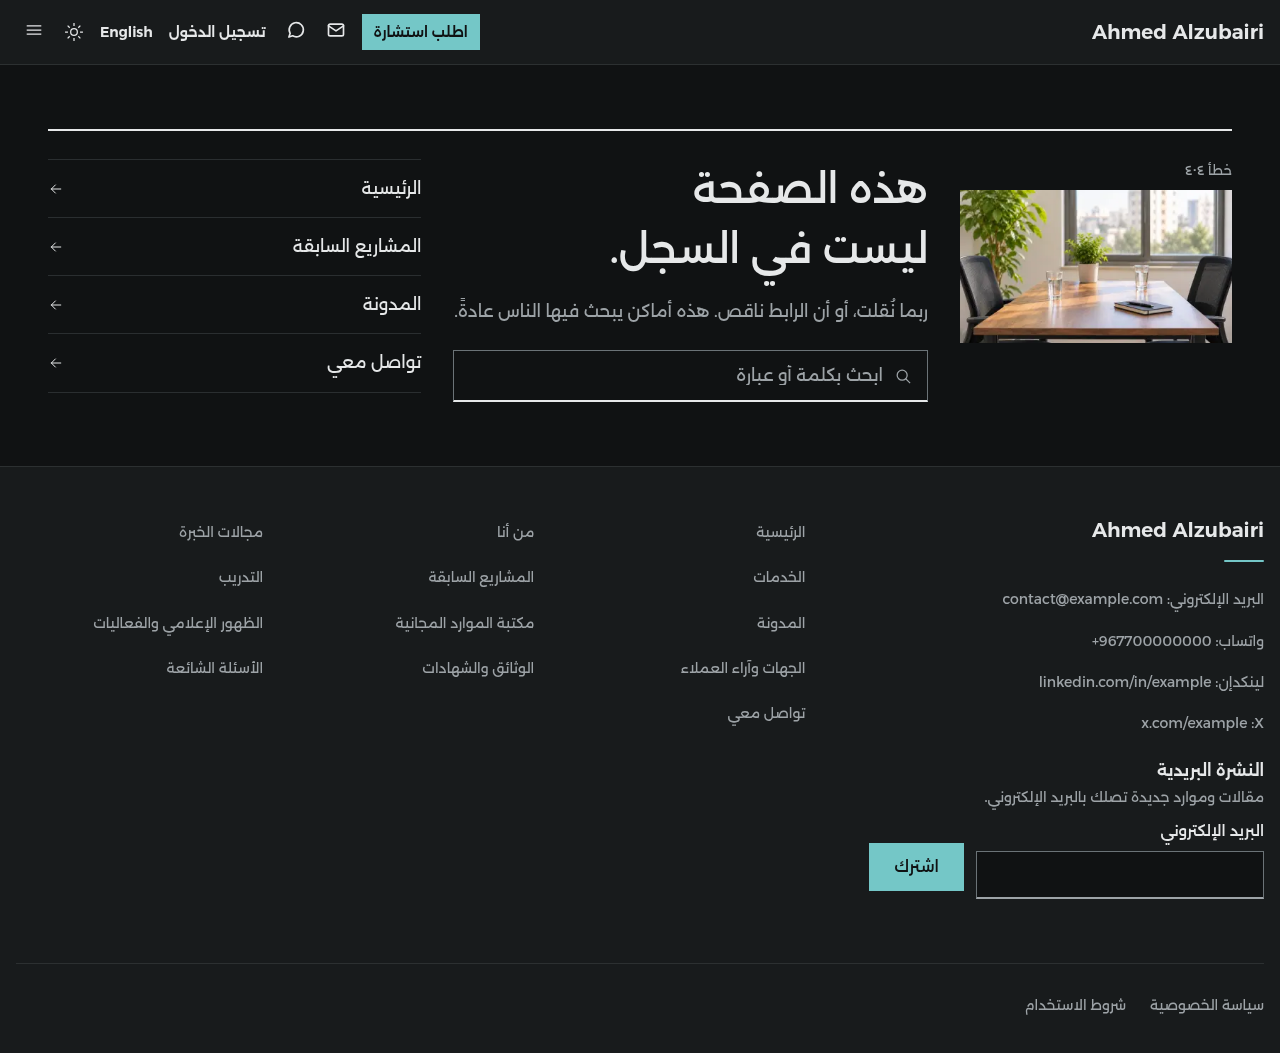 Ahmed Alzubairi
اطلب استشارة
تسجيل الدخول
English
خطأ ٤٠٤
هذه الصفحة
ليست في السجل.
ربما نُقلت، أو أن الرابط ناقص. هذه أماكن يبحث فيها الناس عادةً.
ابحث بكلمة أو عبارة
الرئيسية
المشاريع السابقة
المدونة
تواصل معي
Ahmed Alzubairi
البريد الإلكتروني: contact@example.com
واتساب: 967700000000+
لينكدإن: linkedin.com/in/example
X: x.com/example
النشرة البريدية
مقالات وموارد جديدة تصلك بالبريد الإلكتروني.
البريد الإلكتروني
اشترك
الرئيسية
الخدمات
المدونة
الجهات وآراء العملاء
تواصل معي
من أنا
المشاريع السابقة
مكتبة الموارد المجانية
الوثائق والشهادات
مجالات الخبرة
التدريب
الظهور الإعلامي والفعاليات
الأسئلة الشائعة
سياسة الخصوصية
شروط الاستخدام